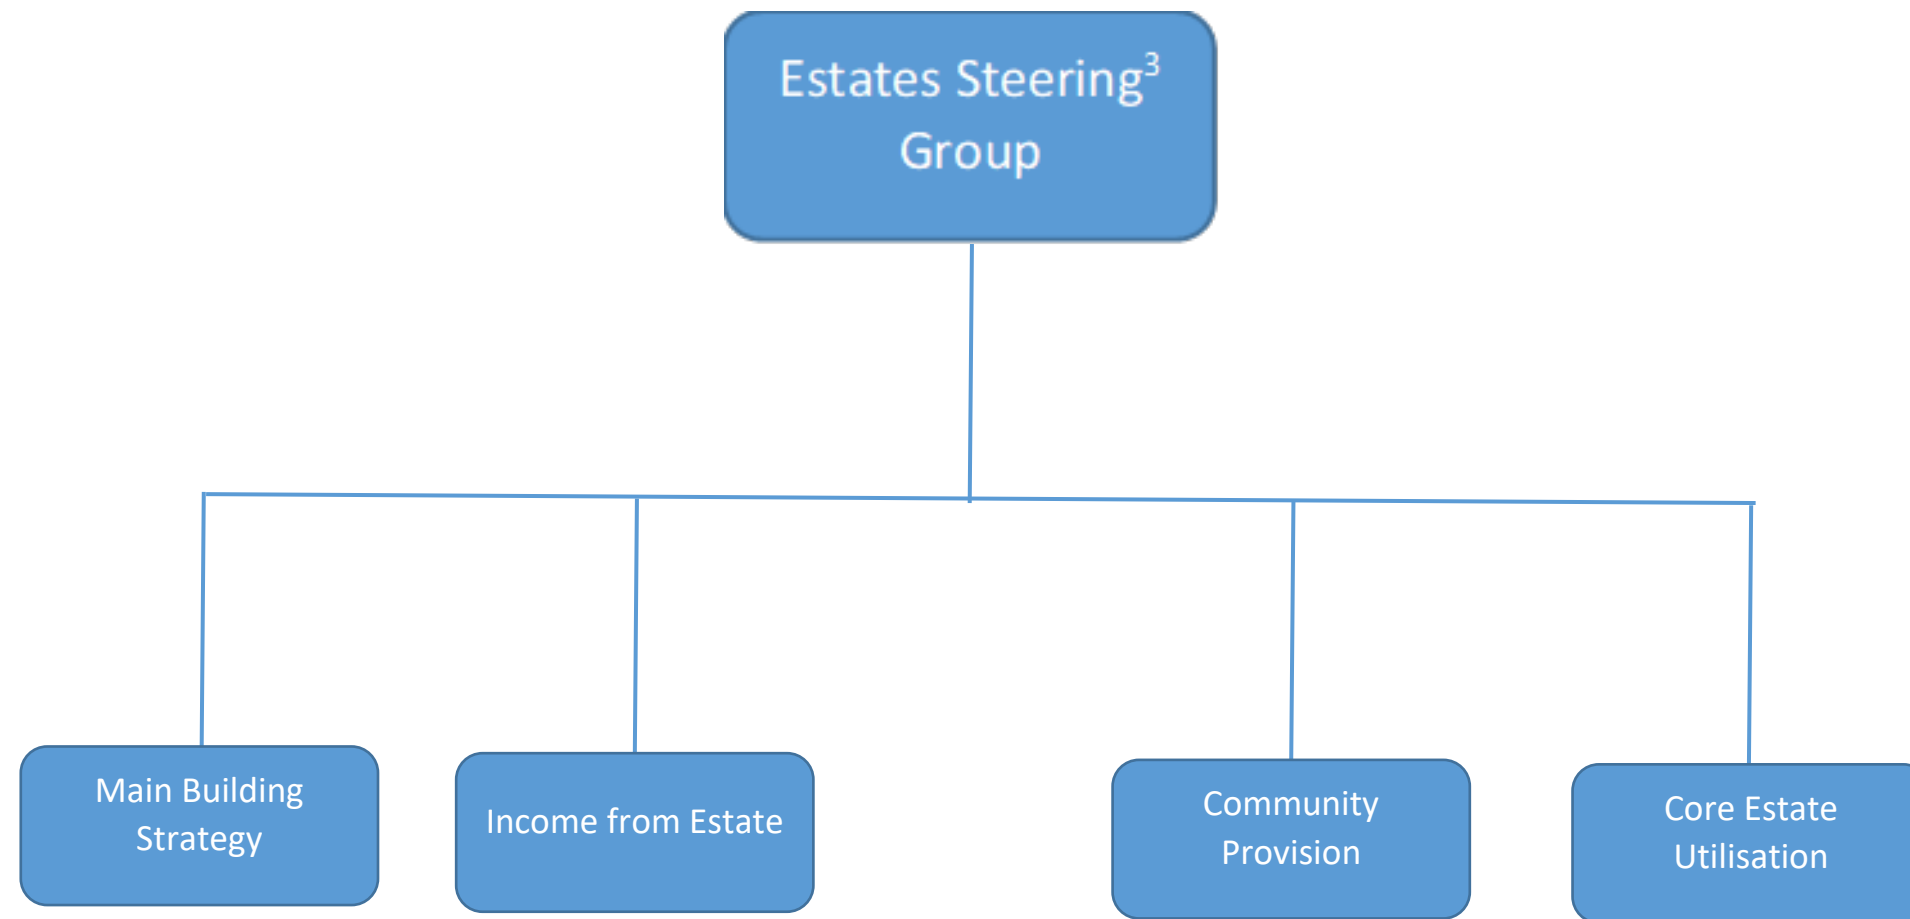 Estates Steering³
Group
Main Building
Strategy
Income from Estate
Community
Provision
Core Estate
Utilisation